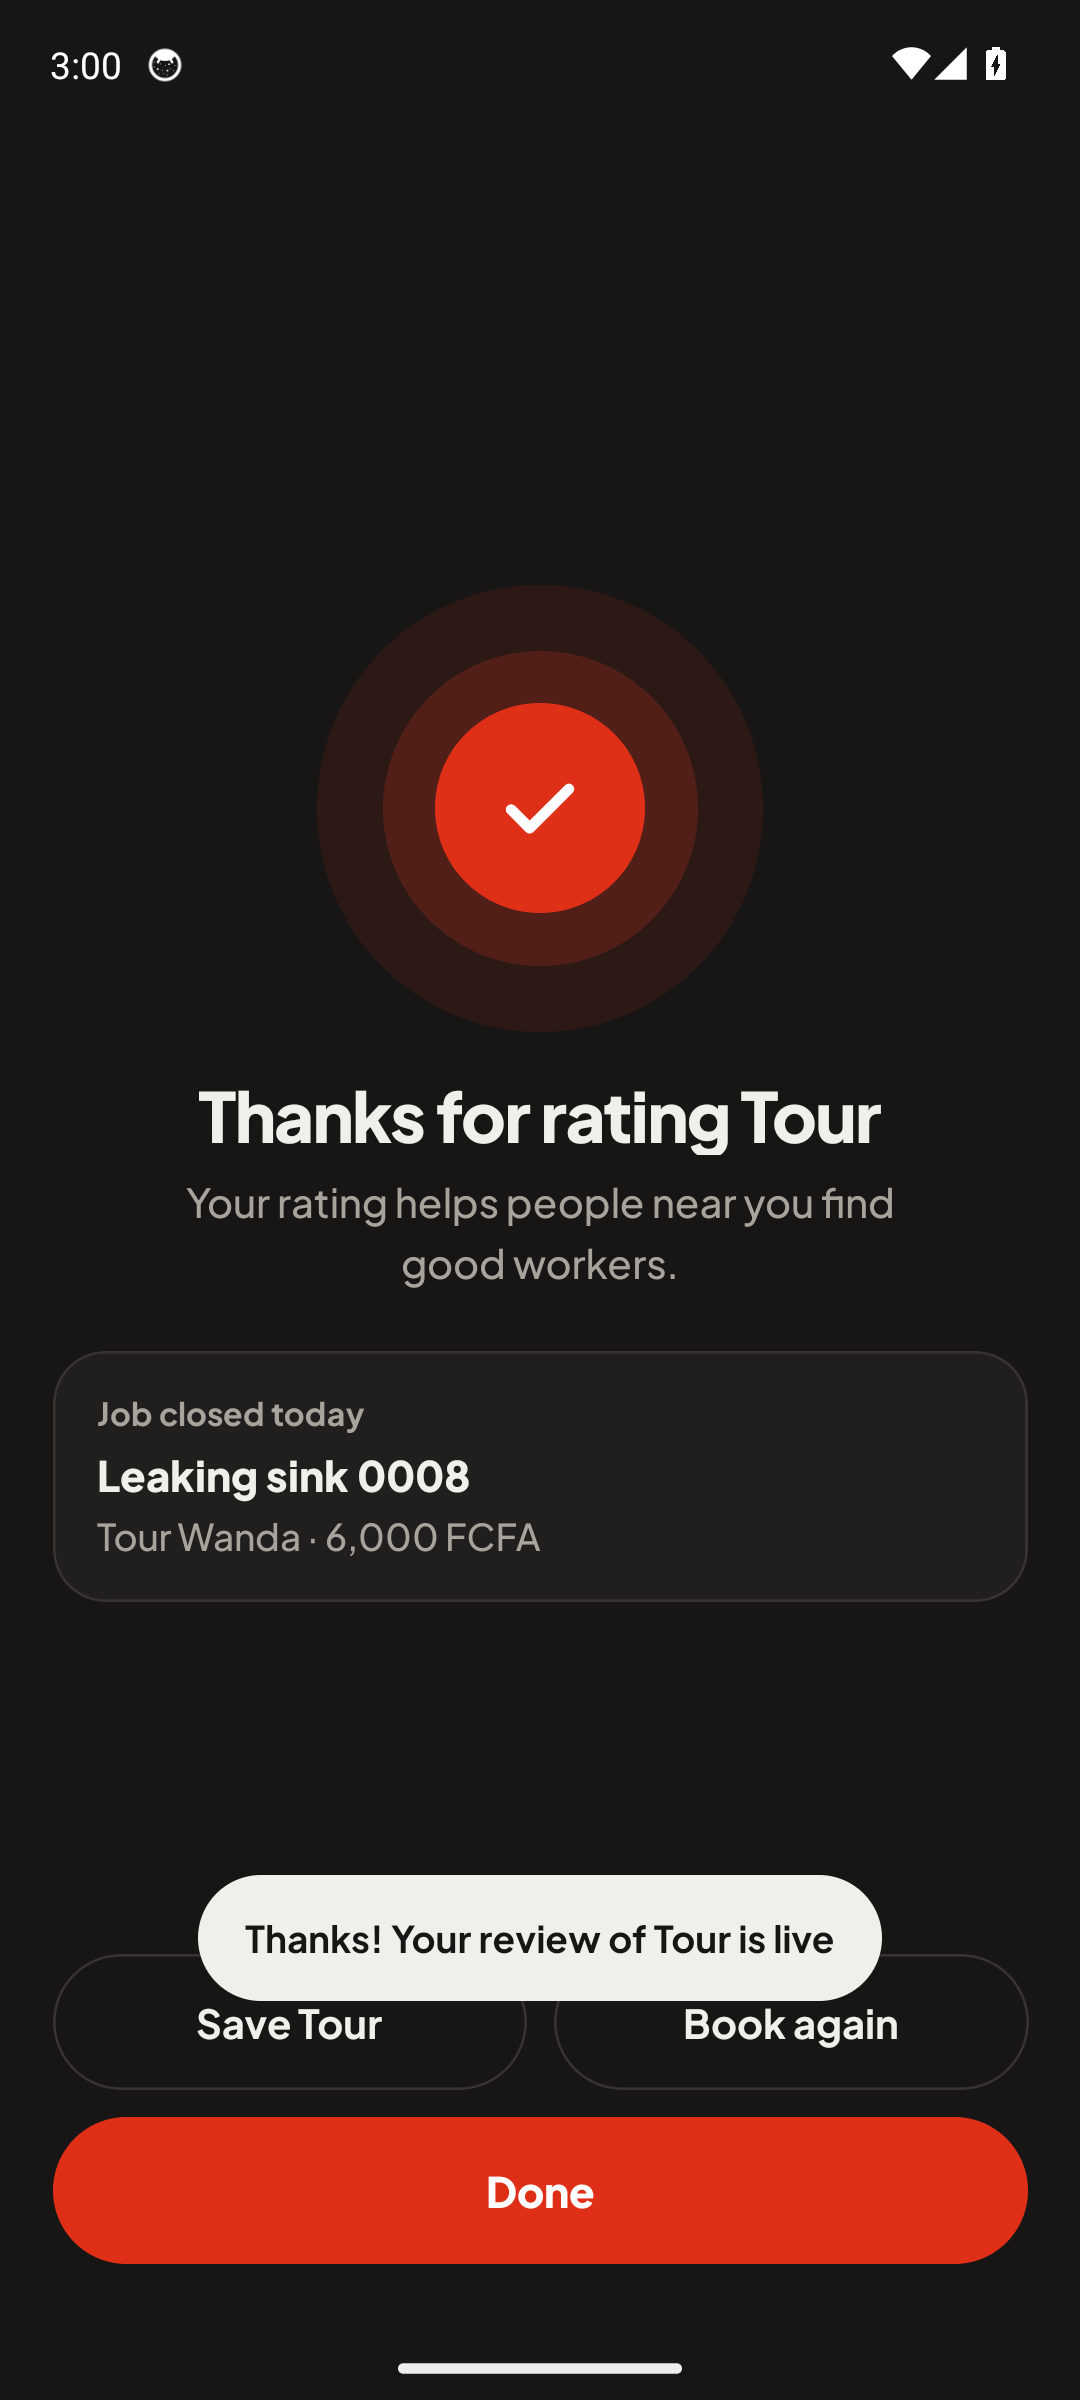 3:00
Thanks for rating Tour
Your rating helps people near you find
good workers.
Job closed today
Leaking sink 0008
Tour Wanda · 6,000 FCFA
Thanks! Your review of Tour is live
Save Tour
Book again
Done